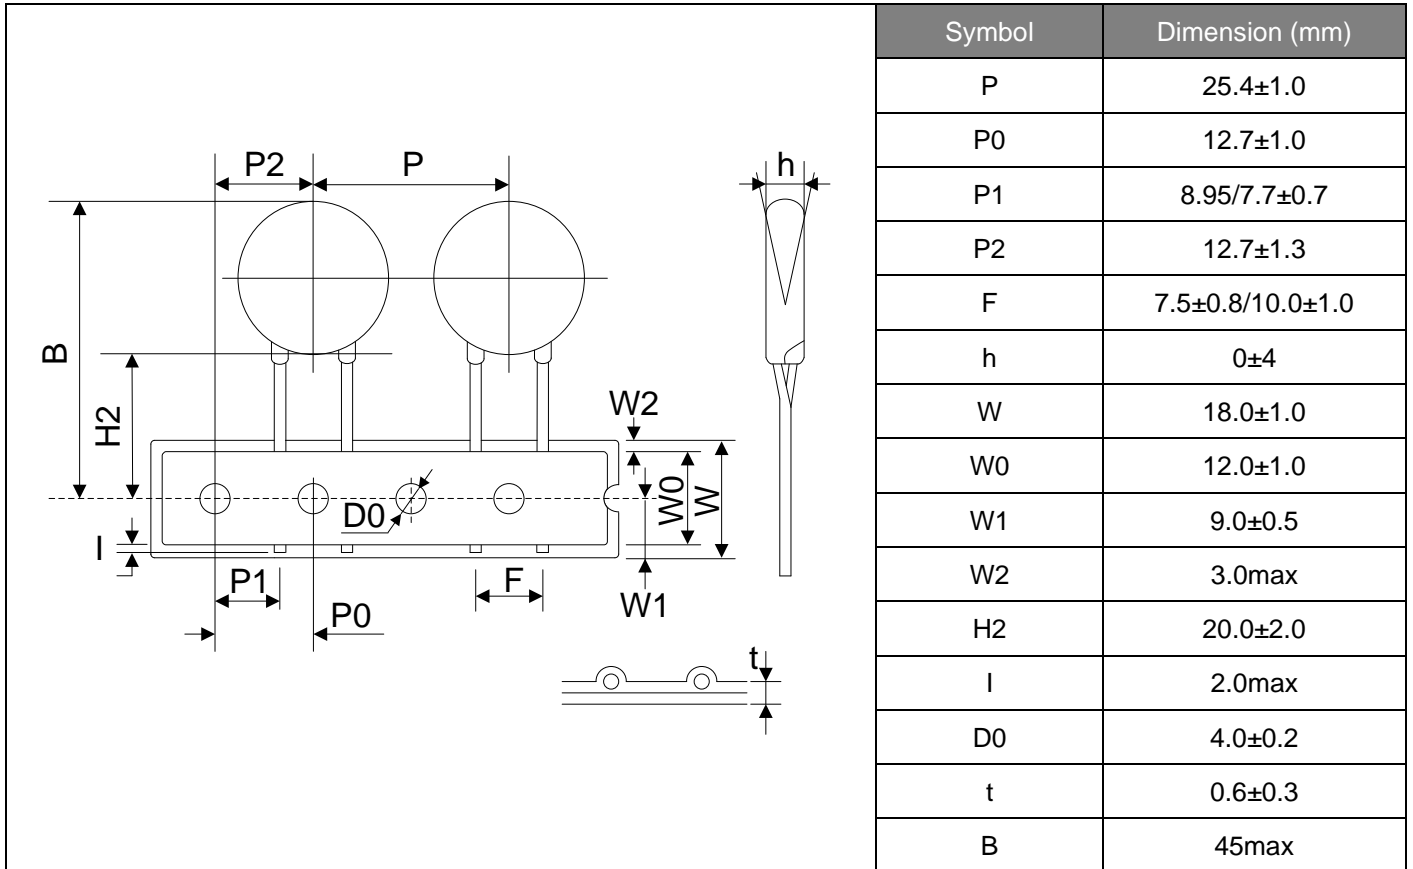 P2 P h
B
H2
W2
W0
W
D0
I
P1 F
W1
P0
t
Symbol Dimension (mm)
P 25.4±1.0
P0 12.7±1.0
P1 8.95/7.7±0.7
P2 12.7±1.3
F 7.5±0.8/10.0±1.0
h 0±4
W 18.0±1.0
W0 12.0±1.0
W1 9.0±0.5
W2 3.0max
H2 20.0±2.0
I 2.0max
D0 4.0±0.2
t 0.6±0.3
B 45max